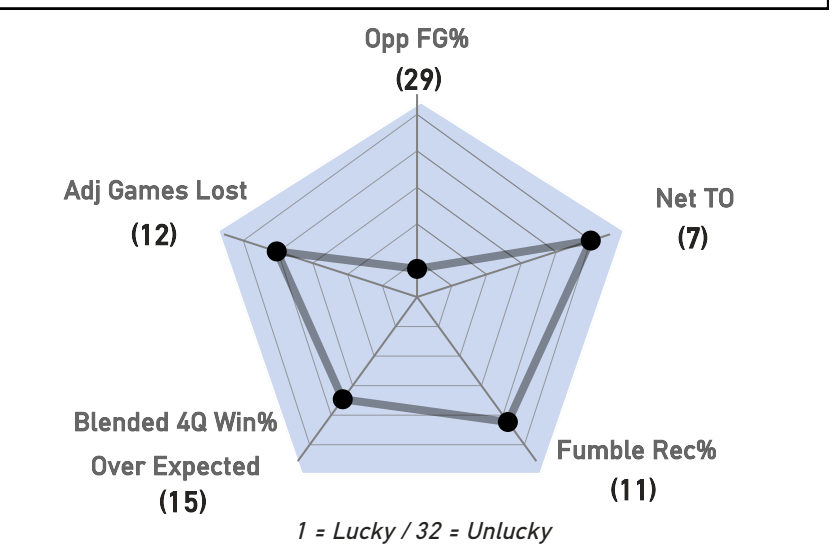 Opp FG%
(29)
Adj Games Lost
(12)
Net TO
(7)
Blended 4Q Win%
Over Expected
(15)
Fumble Rec%
(11)
1 = Lucky / 32 = Unlucky